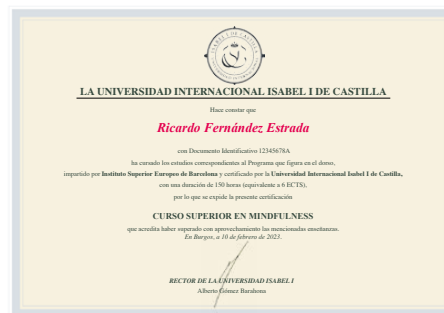 ISABEL I DE CASTILLA
LA UNIVERSIDAD INTERNACIONAL ISABEL I DE CASTILLA
Hace constar que
Ricardo Fernández Estrada
con Documento Identificativo 12345678A
ha cursado los estudios correspondientes al Programa que figura en el dorso,
impartido por Instituto Superior Europeo de Barcelona y certificado por la Universidad Internacional Isabel I de Castilla,
con una duración de 150 horas (equivalente a 6 ECTS),
por lo que se expide la presente certificación
CURSO SUPERIOR EN MINDFULNESS
que acredita haber superado con aprovechamiento las mencionadas enseñanzas.
En Burgos, a 10 de febrero de 2023.
RECTOR DE LA UNIVERSIDAD ISABEL I
Alberto Gómez Barahona